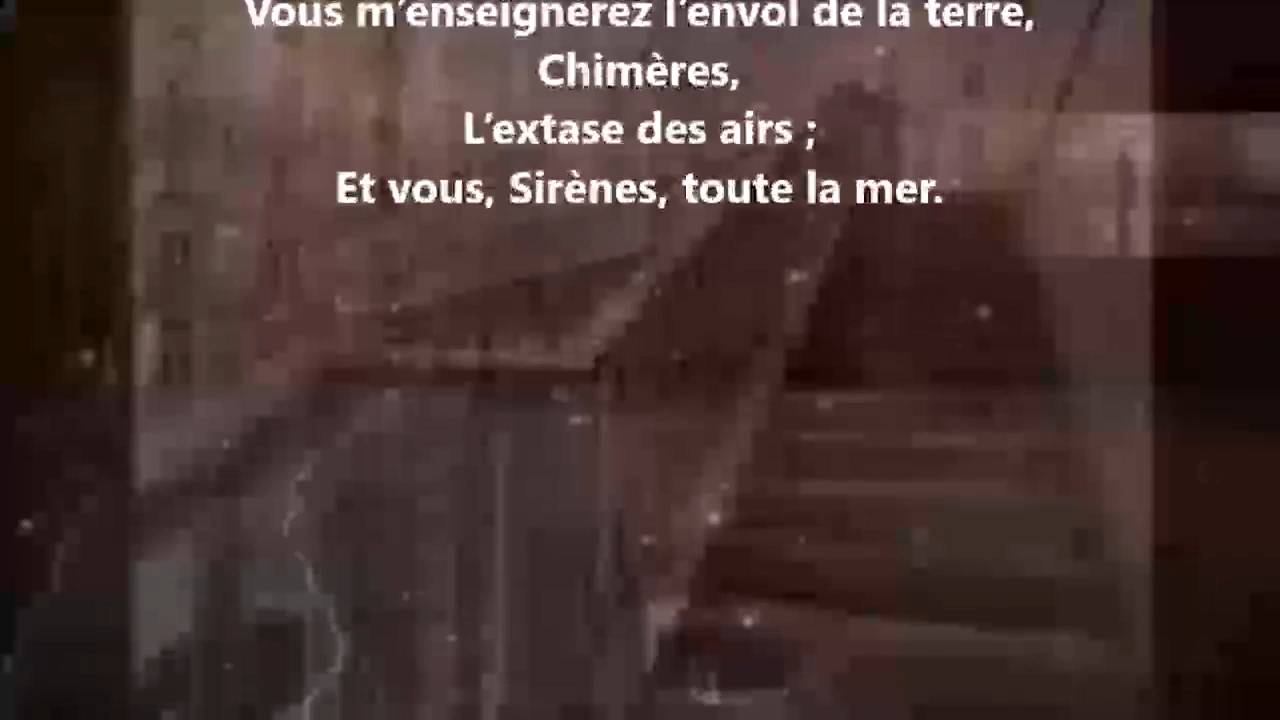 Vous m'enseignerez l'envol de la terre,
Chimères,
L'extase des airs ;
Et vous, Sirènes, toute la mer.